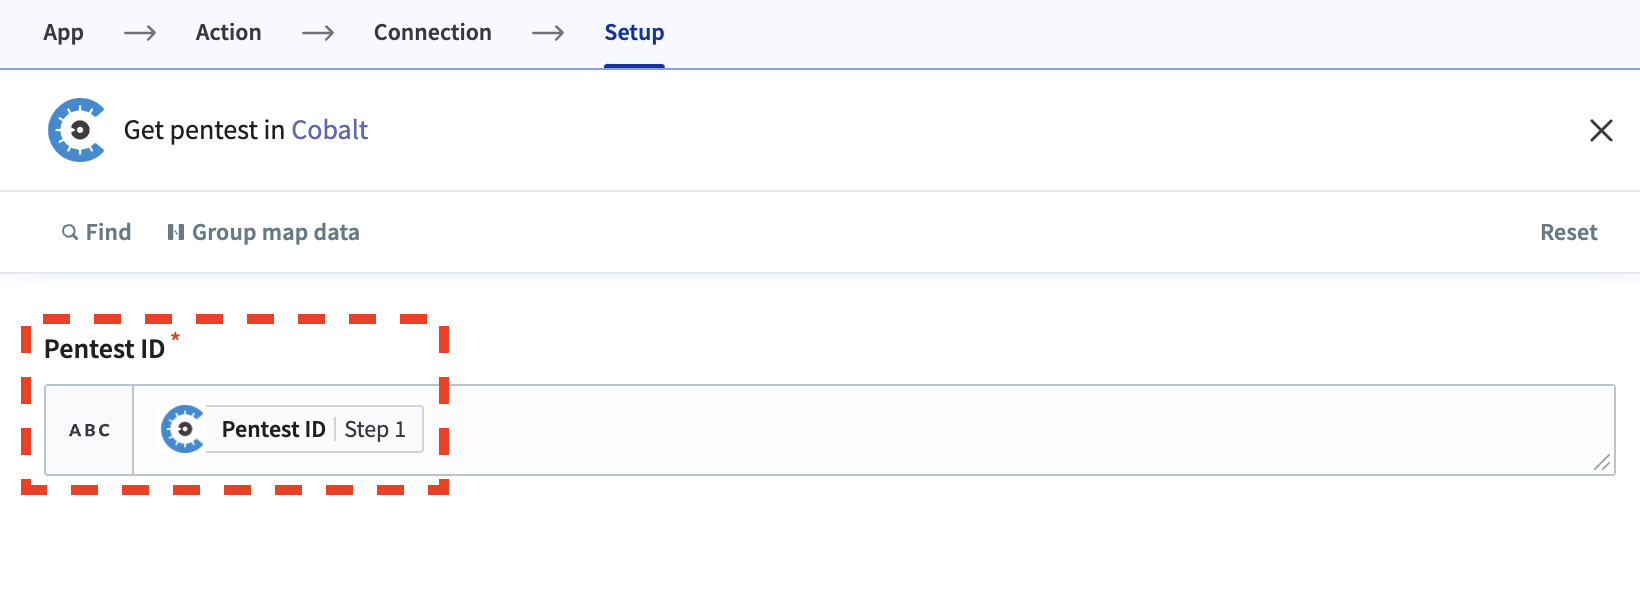 App → Action → Connection → Setup
Get pentest in Cobalt
Find Group map data Reset
Pentest ID *
ABC Pentest ID Step 1